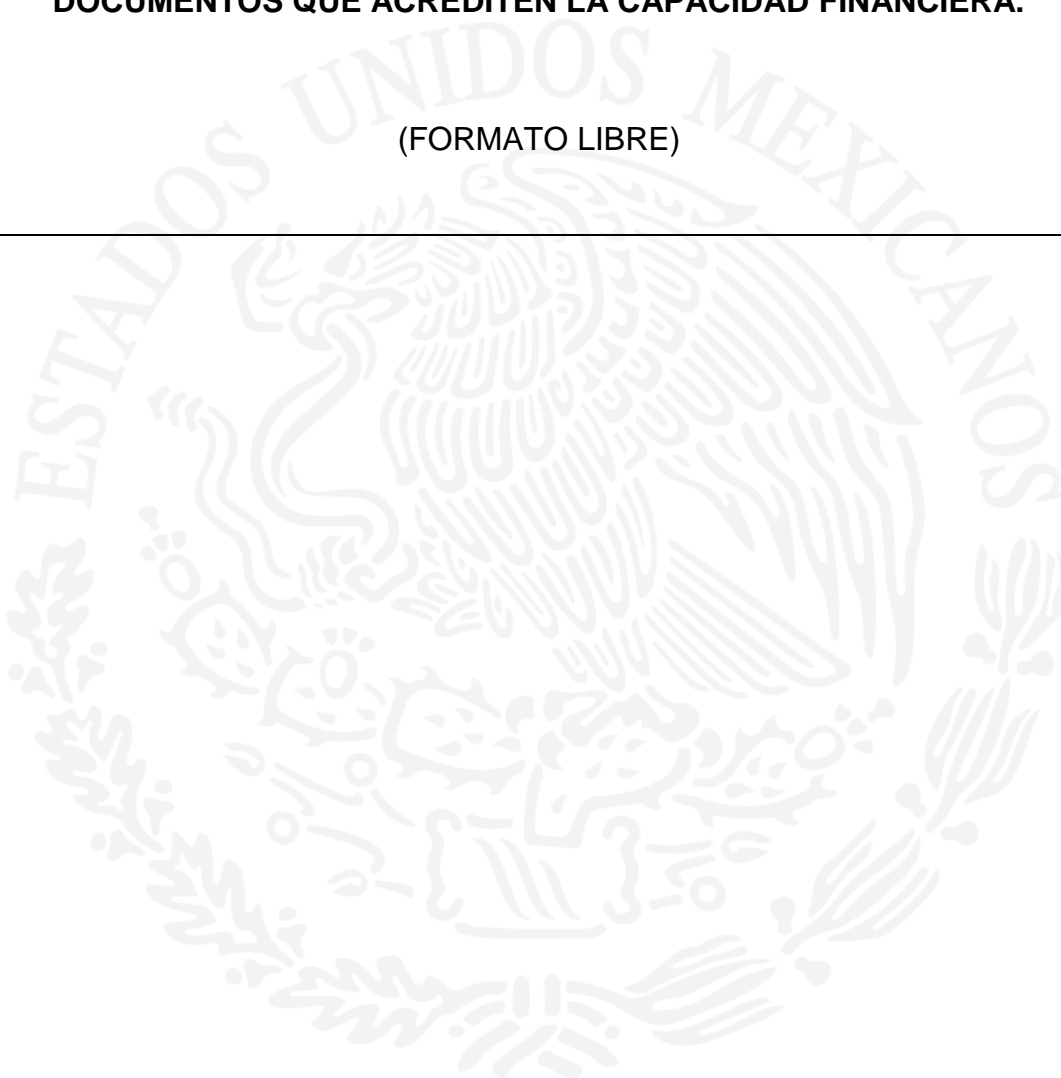 DOCUMENTOS QUE ACREDITEN LA CAPACIDAD FINANCIERA.
(FORMATO LIBRE)
ESTADOS UNIDOS MEXICANOS